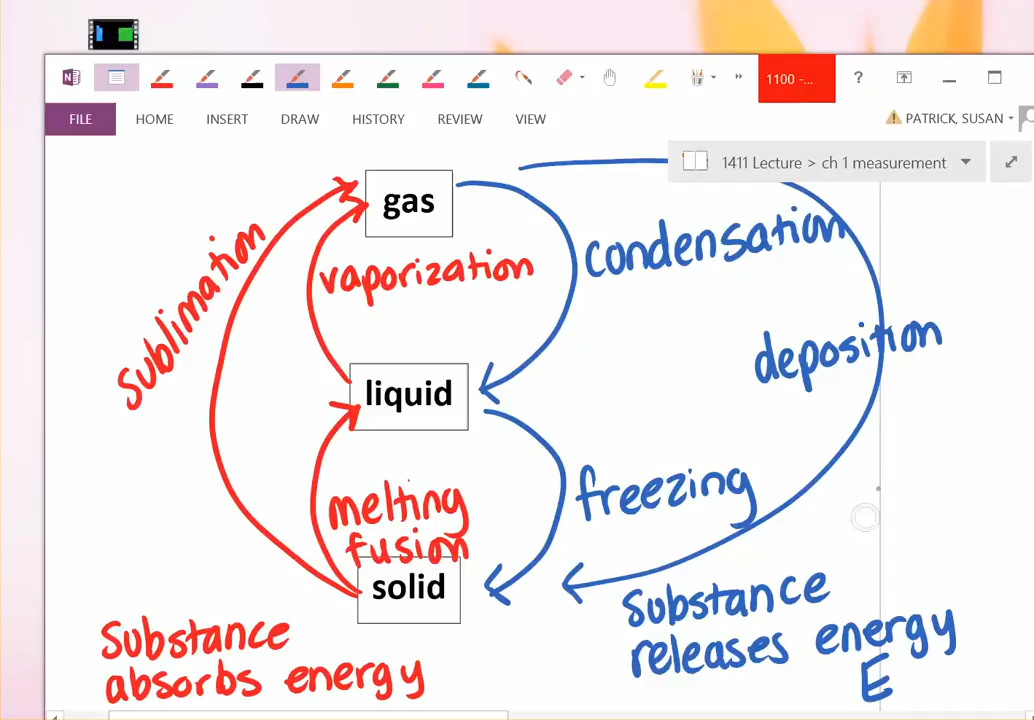 1100 -...
?
FILE
HOME
INSERT
DRAW
HISTORY
REVIEW
VIEW
PATRICK, SUSAN
1411 Lecture > ch 1 measurement
gas
condensation
sublimation
vaporization
deposition
liquid
melting
fusion
freezing
solid
Substance
absorbs energy
Substance
releases energy
E